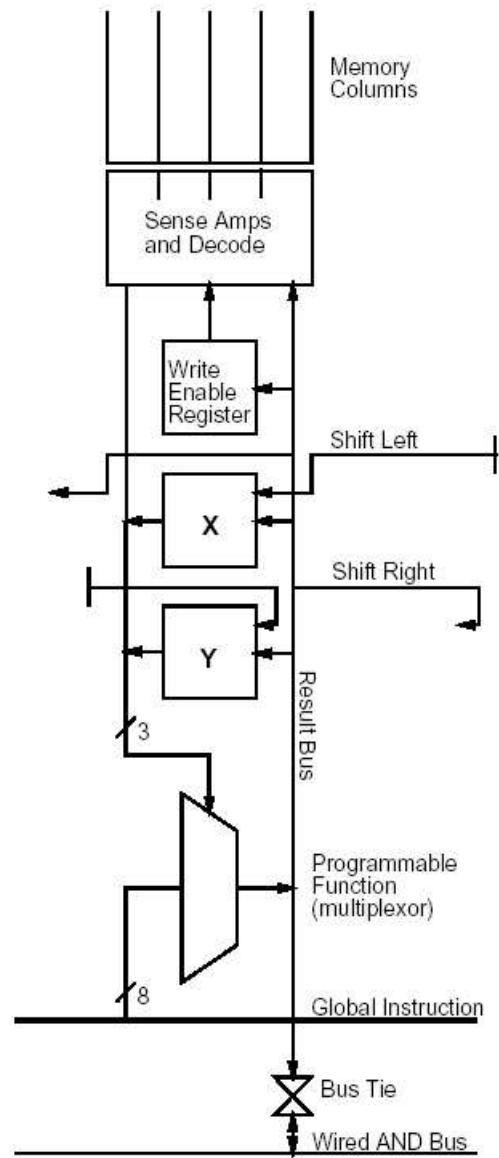 Memory
Columns
Sense Amps
and Decode
Write
Enable
Register
Shift Left
X
Shift Right
Y
Result Bus
3
Programmable
Function
(multiplexor)
8
Global Instruction
Bus Tie
Wired AND Bus